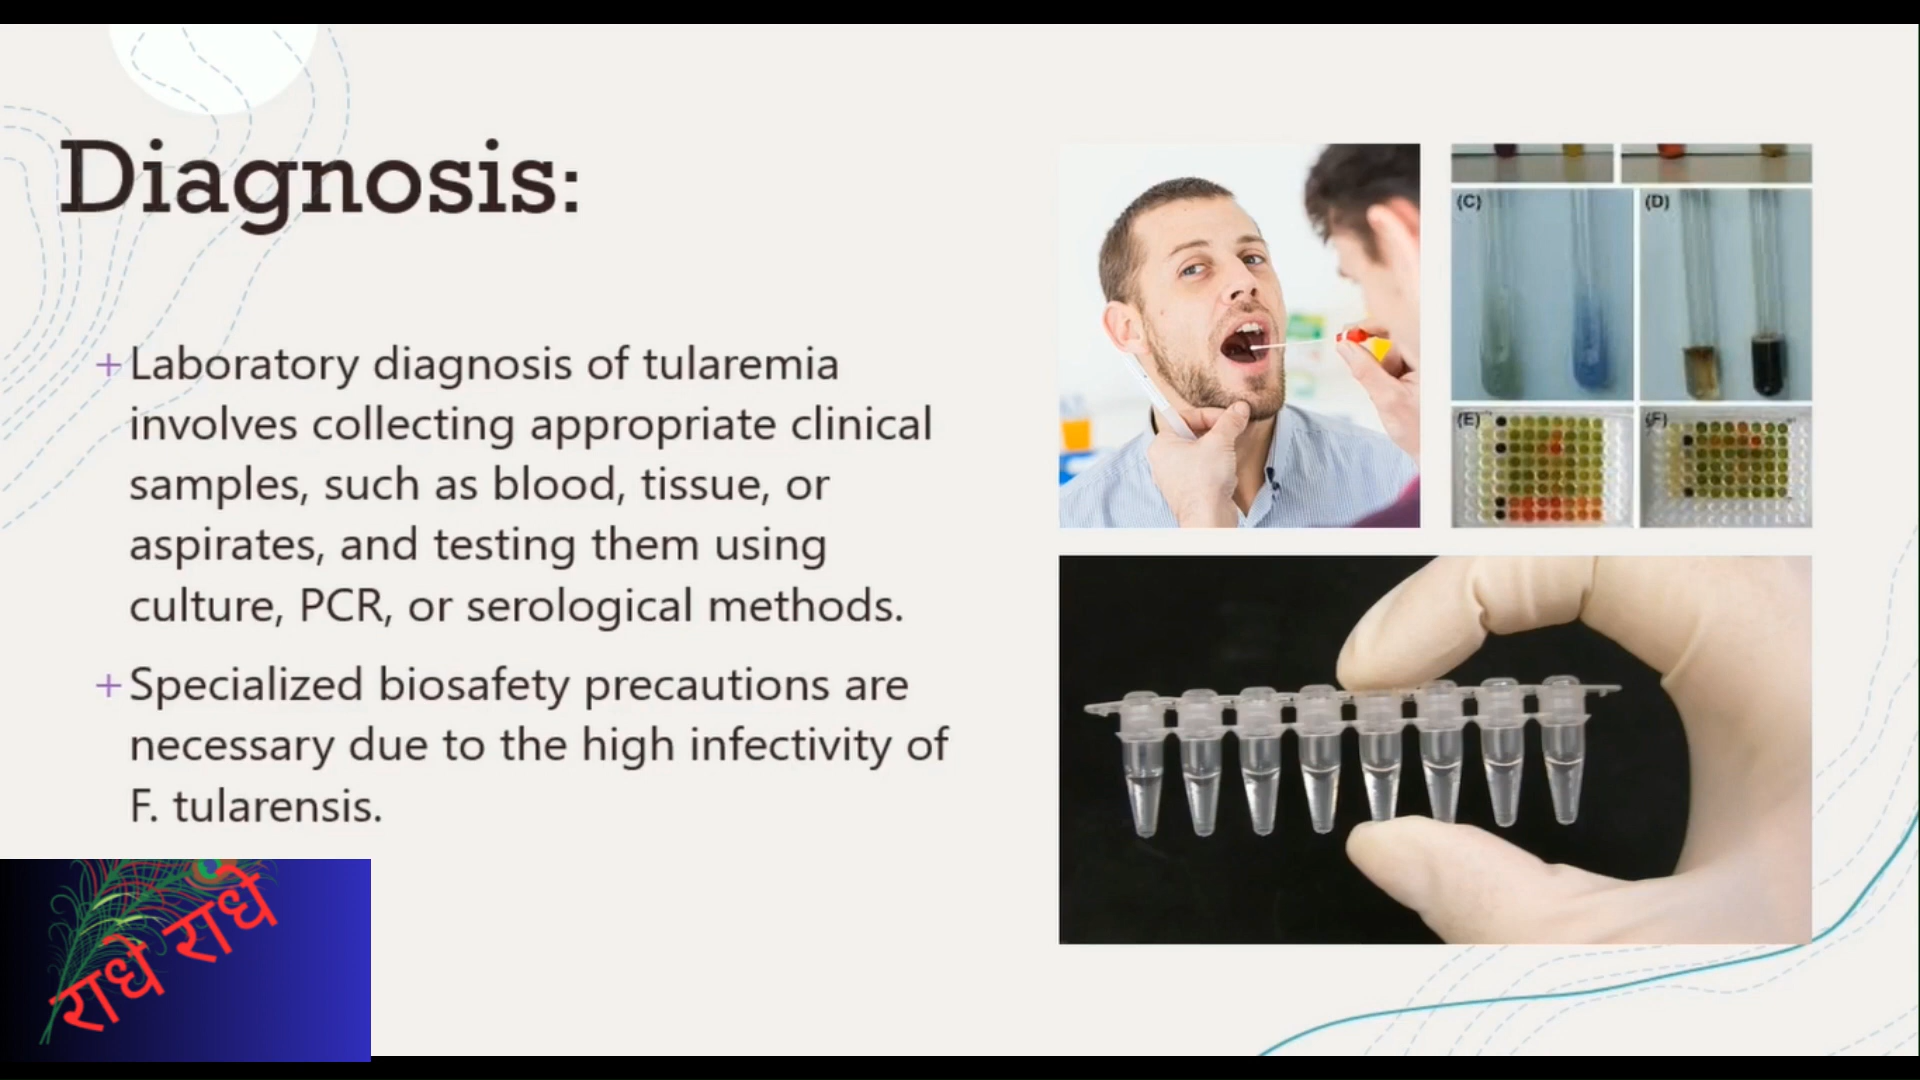 Diagnosis:
+Laboratory diagnosis of tularemia
involves collecting appropriate clinical
samples, such as blood, tissue, or
aspirates, and testing them using
culture, PCR, or serological methods.
+Specialized biosafety precautions are
necessary due to the high infectivity of
F. tularensis.
(C)
(D)
(E)
(F)
राधे राधे